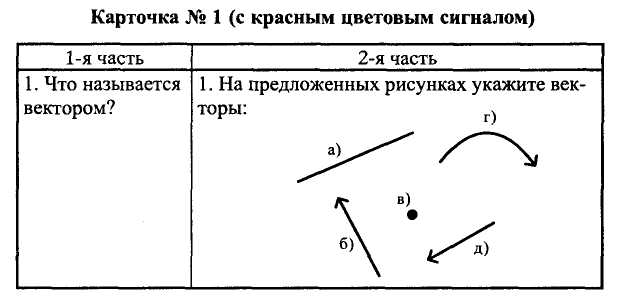 Карточка № 1 (с красным цветовым сигналом)
1-я часть
2-я часть
1. Что называется
вектором?
1. На предложенных рисунках укажите век-
торы:
г)
а)
в)
б)
д)